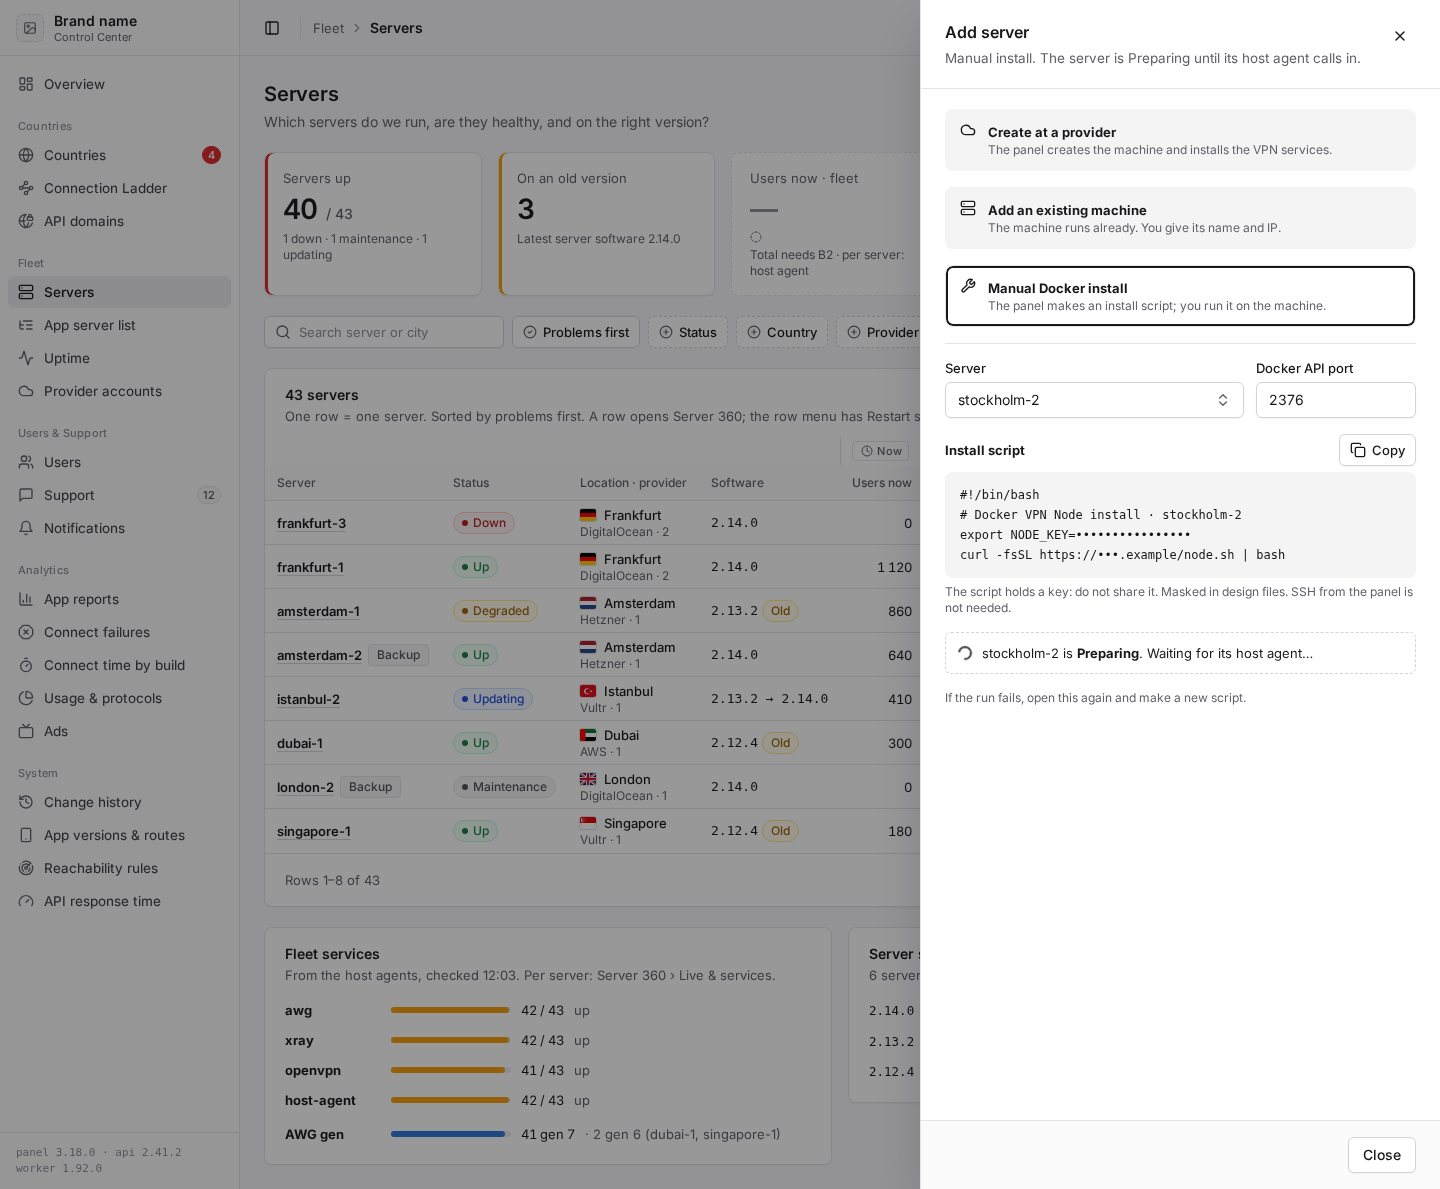 Brand name
Control Center
Overview
Countries
Countries 4
Connection Ladder
API domains
Fleet
Servers
App server list
Uptime
Provider accounts
Users & Support
Users
Support 12
Notifications
Analytics
App reports
Connect failures
Connect time by build
Usage & protocols
Ads
System
Change history
App versions & routes
Reachability rules
API response time
panel 3.18.0 · api 2.41.2
worker 1.92.0
Fleet > Servers
Servers
Which servers do we run, are they healthy, and on the right version?
Servers up
40 / 43
1 down · 1 maintenance · 1
updating
On an old version
3
Latest server software 2.14.0
Users now · fleet
—
Total needs B2 · per server:
host agent
Search server or city
Problems first
Status
Country
Provider
43 servers
One row = one server. Sorted by problems first. A row opens Server 360; the row menu has Restart s
Now
Server Status Location · provider Software Users now
frankfurt-3 Down Frankfurt 2.14.0 0
DigitalOcean · 2
frankfurt-1 Up Frankfurt 2.14.0 1 120
DigitalOcean · 2
amsterdam-1 Degraded Amsterdam 2.13.2 Old 860
Hetzner · 1
amsterdam-2 Backup Up Amsterdam 2.14.0 640
Hetzner · 1
istanbul-2 Updating Istanbul 2.13.2 → 2.14.0 410
Vultr · 1
dubai-1 Up Dubai 2.12.4 Old 300
AWS · 1
london-2 Backup Maintenance London 2.14.0 0
DigitalOcean · 1
singapore-1 Up Singapore 2.12.4 Old 180
Vultr · 1
Rows 1–8 of 43
Fleet services
From the host agents, checked 12:03. Per server: Server 360 › Live & services.
awg 42 / 43 up
xray 42 / 43 up
openvpn 41 / 43 up
host-agent 42 / 43 up
AWG gen 41 gen 7 · 2 gen 6 (dubai-1, singapore-1)
Server
6 server
2.14.0
2.13.2
2.12.4
Add server
Manual install. The server is Preparing until its host agent calls in.
Create at a provider
The panel creates the machine and installs the VPN services.
Add an existing machine
The machine runs already. You give its name and IP.
Manual Docker install
The panel makes an install script; you run it on the machine.
Server
stockholm-2
Docker API port
2376
Install script
Copy
#!/bin/bash
# Docker VPN Node install · stockholm-2
export NODE_KEY=••••••••••••••••
curl -fsSL https://•••.example/node.sh | bash
The script holds a key: do not share it. Masked in design files. SSH from the panel is
not needed.
stockholm-2 is Preparing. Waiting for its host agent…
If the run fails, open this again and make a new script.
Close